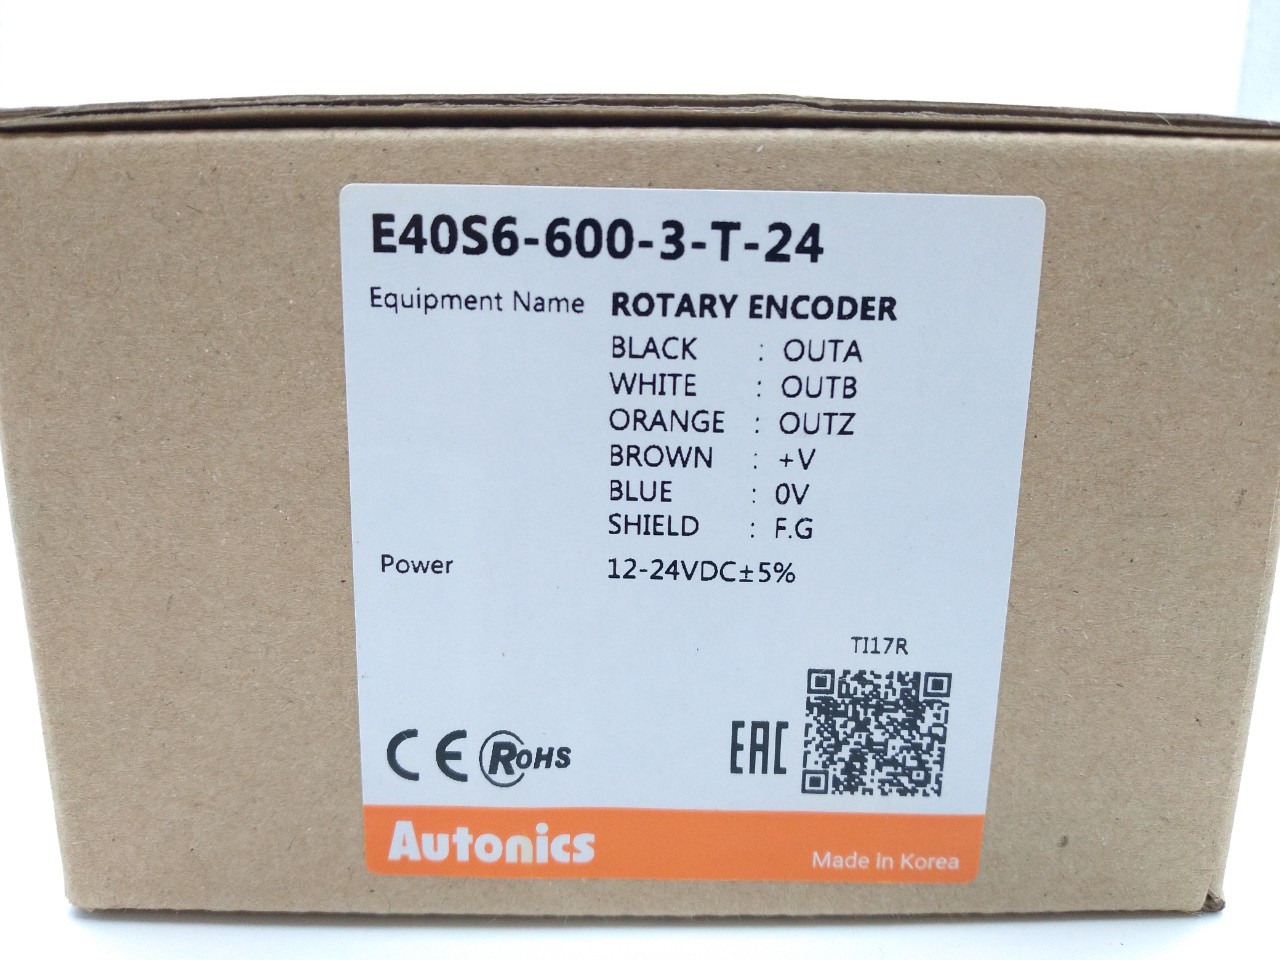 E40S6-600-3-T-24
Equipment Name ROTARY ENCODER
BLACK : OUTA
WHITE : OUTB
ORANGE : OUTZ
BROWN : +V
BLUE : 0V
SHIELD : F.G
Power 12-24VDC±5%
TI17R
CE RoHS EAC
Autonics Made in Korea